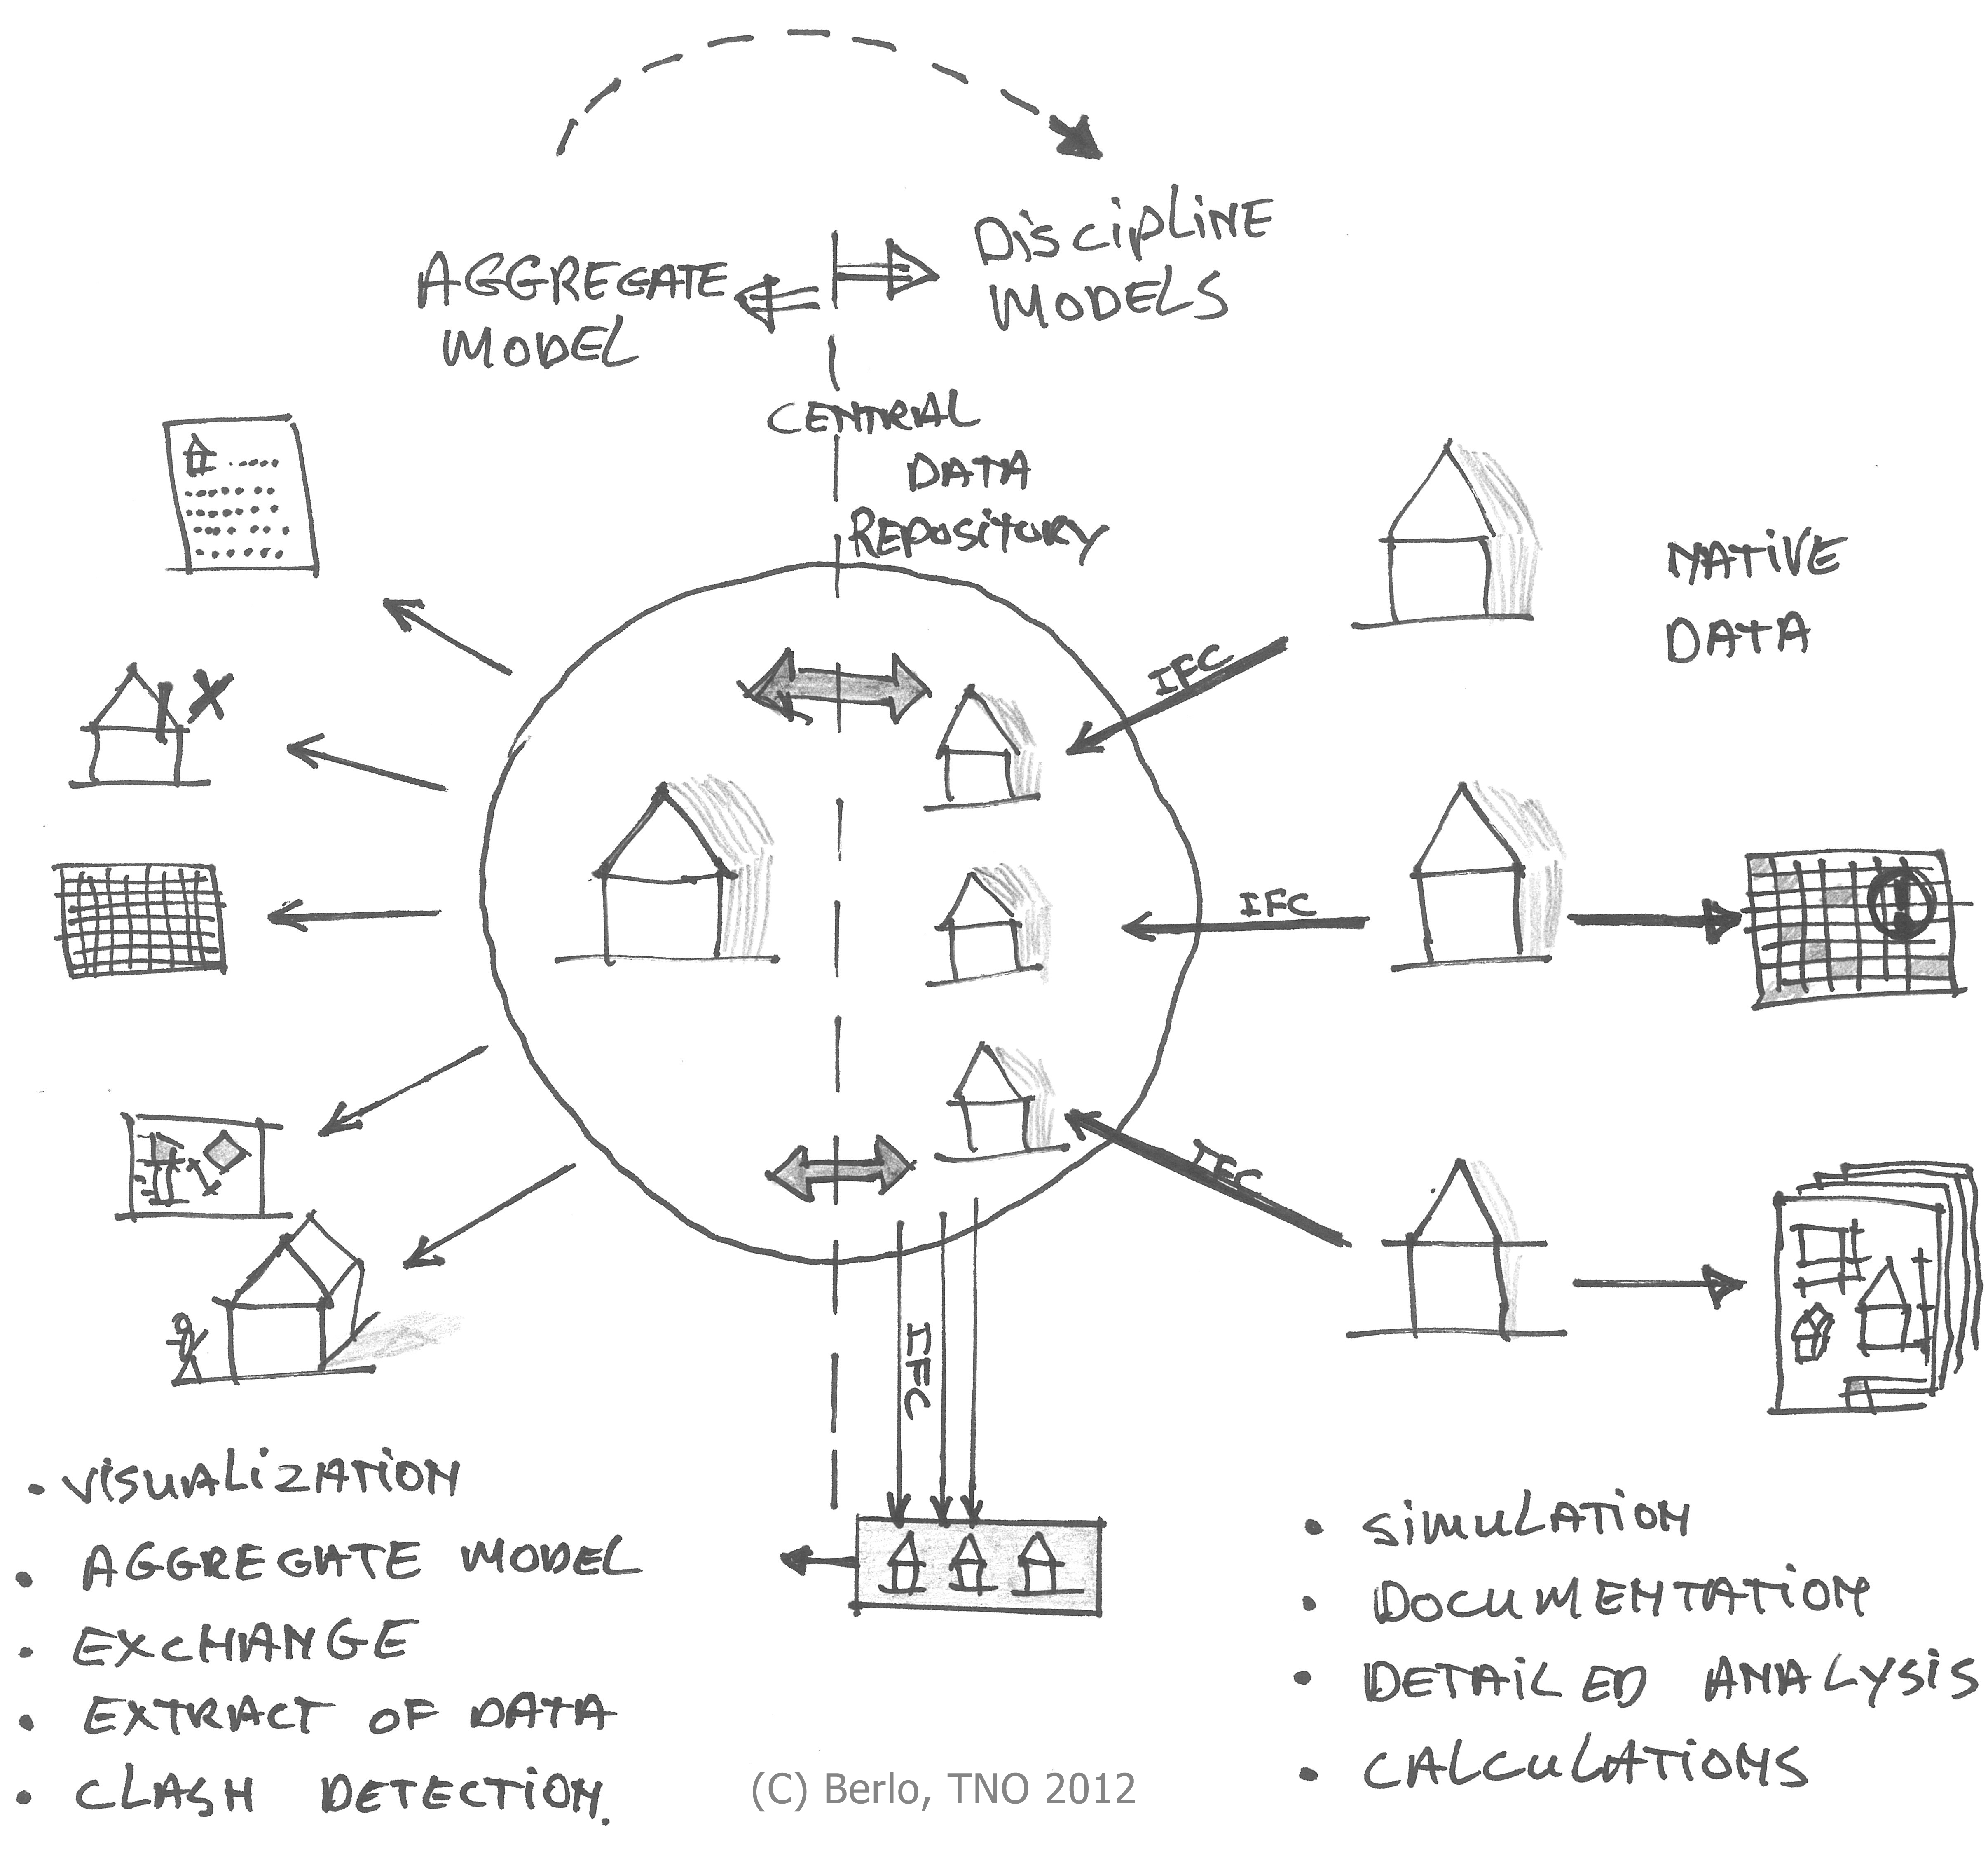 AGGREGATE
MODEL
DiscipLiNE
MODELS
CENTRAL
DATA
REPOSiTORY
NATiVE
DATA
IFC
IFC
IFC
IFC
• ViSUALiZATiON
• AGGREGATE MODEL
• EXCHANGE
• EXTRACT OF DATA
• CLASH DETECTION.
• SiMULATiON
• DOCUMENTATiON
• DETAiLED ANALYSiS
• CALCULATiONS
(C) Berlo, TNO 2012